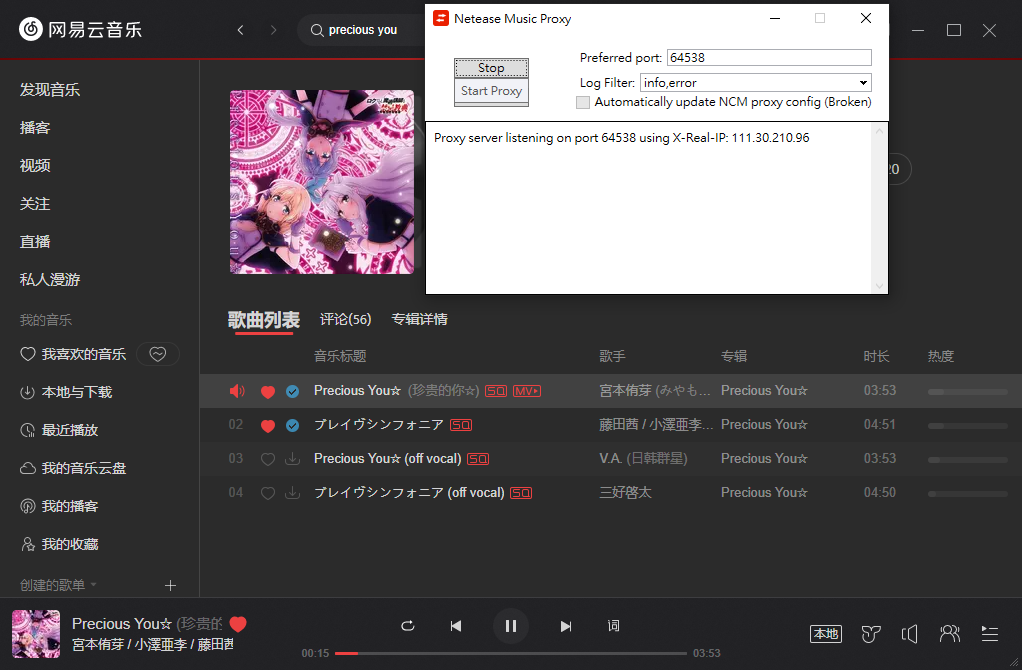 网易云音乐
precious you
Netease Music Proxy
Stop
Start Proxy
Preferred port: 64538
Log Filter: info,error
Automatically update NCM proxy config (Broken)
Proxy server listening on port 64538 using X-Real-IP: 111.30.210.96
发现音乐
播客
视频
关注
直播
私人漫游
我的音乐
我喜欢的音乐
本地与下载
最近播放
我的音乐云盘
我的播客
我的收藏
创建的歌单
歌曲列表 评论(56) 专辑详情
音乐标题 歌手 专辑 时长 热度
Precious You☆ (珍贵的你☆) SQ MV 宮本侑芽 (みやも... Precious You☆ 03:53
02 プレイヴシンフォニア SQ 藤田茜 / 小澤亜李... Precious You☆ 04:51
03 Precious You☆ (off vocal) SQ V.A. (日韩群星) Precious You☆ 03:53
04 プレイヴシンフォニア (off vocal) SQ 三好啓太 Precious You☆ 04:50
Precious You☆ (珍贵的
宮本侑芽 / 小澤亜李 / 藤田茜
词
本地
00:15 03:53